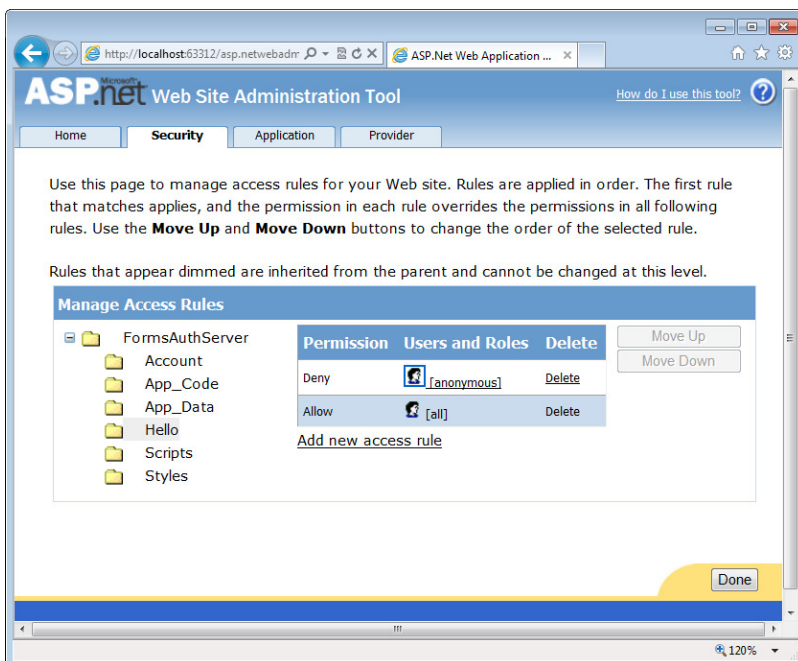 http://localhost:63312/asp.netwebadm
ASP.Net Web Application ...
Microsoft
ASP.net Web Site Administration Tool
How do I use this tool?
?
Home Security Application Provider
Use this page to manage access rules for your Web site. Rules are applied in order. The first rule
that matches applies, and the permission in each rule overrides the permissions in all following
rules. Use the Move Up and Move Down buttons to change the order of the selected rule.
Rules that appear dimmed are inherited from the parent and cannot be changed at this level.
Manage Access Rules
FormsAuthServer
Account
App_Code
App_Data
Hello
Scripts
Styles
Permission Users and Roles Delete
Deny [anonymous] Delete
Allow [all] Delete
Add new access rule
Move Up
Move Down
Done
120%